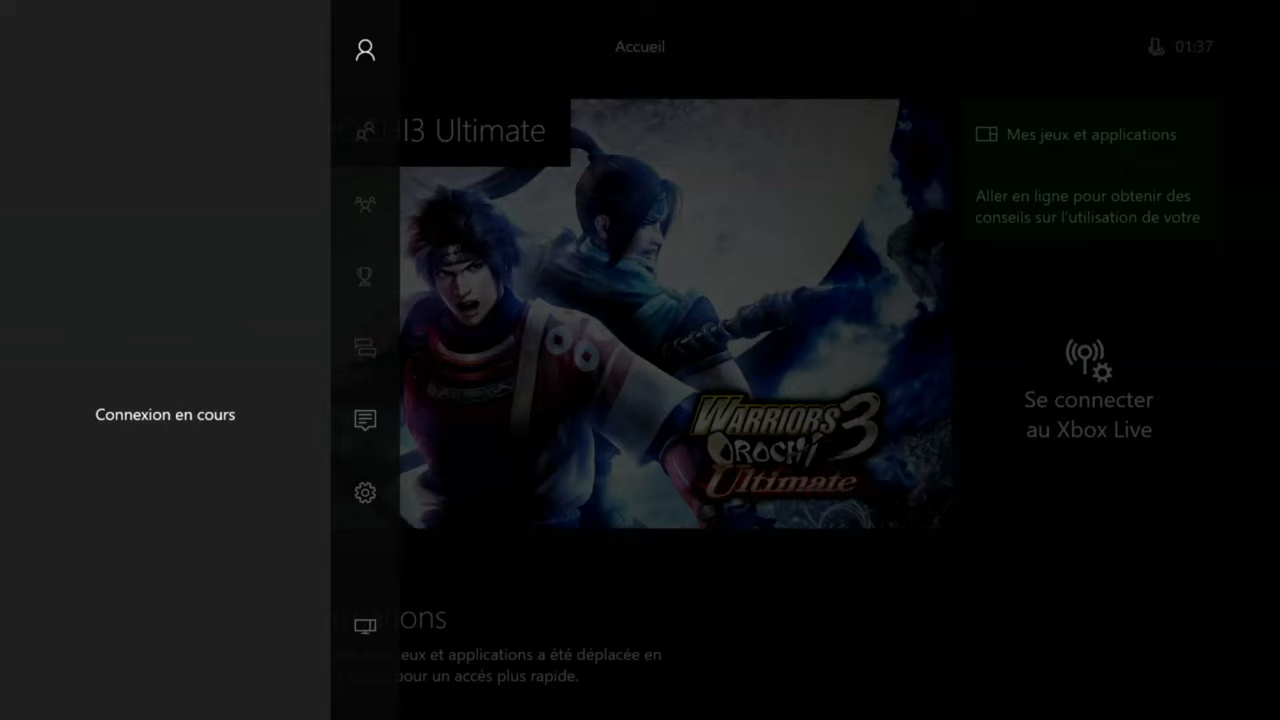 Accueil
01:37
I3 Ultimate
Mes jeux et applications
Aller en ligne pour obtenir des
conseils sur l'utilisation de votre
Connexion en cours
Se connecter
au Xbox Live
WARRIORS
OROCHI 3
Ultimate
ons
eux et applications a été déplacée en
pour un accès plus rapide.